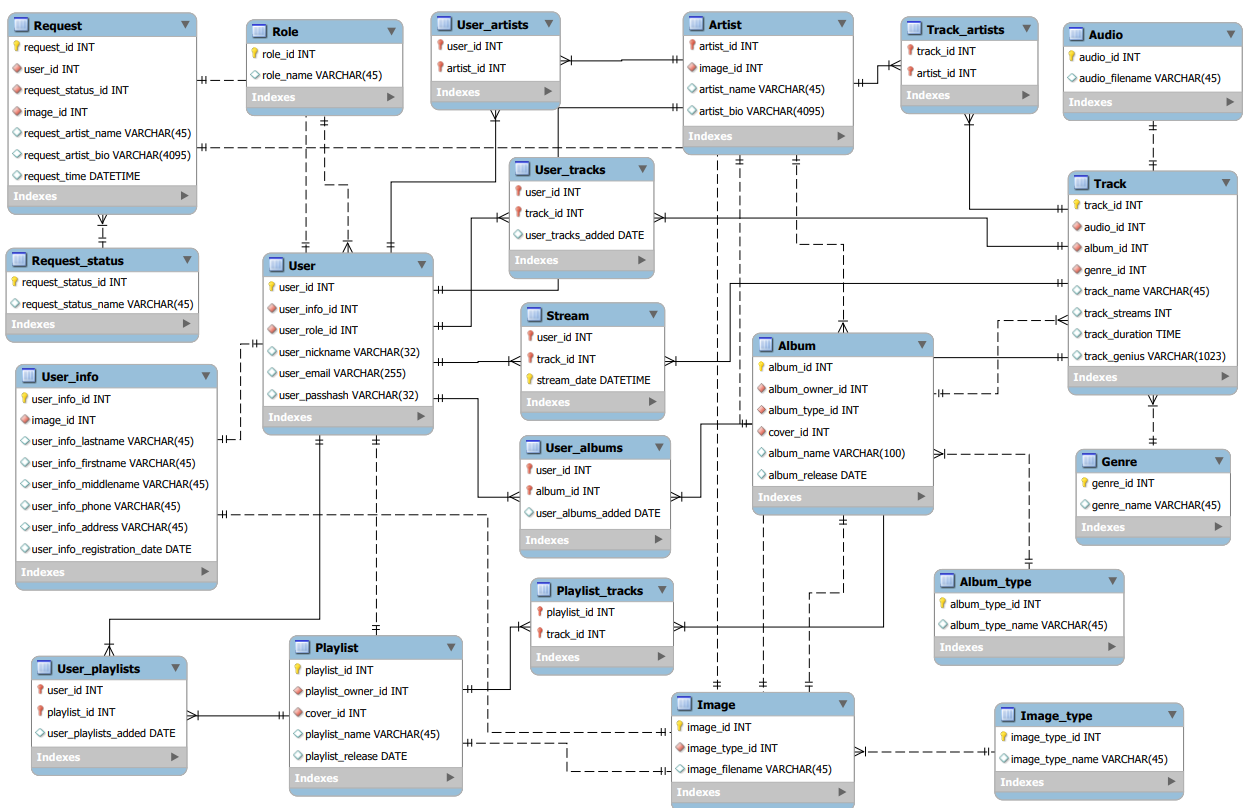 Request
request_id INT
user_id INT
request_status_id INT
image_id INT
request_artist_name VARCHAR(45)
request_artist_bio VARCHAR(4095)
request_time DATETIME
Indexes
Role
role_id INT
role_name VARCHAR(45)
Indexes
User_artists
user_id INT
artist_id INT
Indexes
Artist
artist_id INT
image_id INT
artist_name VARCHAR(45)
artist_bio VARCHAR(4095)
Indexes
Track_artists
track_id INT
artist_id INT
Indexes
Audio
audio_id INT
audio_filename VARCHAR(45)
Indexes
User_tracks
user_id INT
track_id INT
user_tracks_added DATE
Indexes
Track
track_id INT
audio_id INT
album_id INT
genre_id INT
track_name VARCHAR(45)
track_streams INT
track_duration TIME
track_genius VARCHAR(1023)
Indexes
Request_status
request_status_id INT
request_status_name VARCHAR(45)
Indexes
User
user_id INT
user_info_id INT
user_role_id INT
user_nickname VARCHAR(32)
user_email VARCHAR(255)
user_passhash VARCHAR(32)
Indexes
Stream
user_id INT
track_id INT
stream_date DATETIME
Indexes
Album
album_id INT
album_owner_id INT
album_type_id INT
cover_id INT
album_name VARCHAR(100)
album_release DATE
Indexes
User_info
user_info_id INT
image_id INT
user_info_lastname VARCHAR(45)
user_info_firstname VARCHAR(45)
user_info_middlename VARCHAR(45)
user_info_phone VARCHAR(45)
user_info_address VARCHAR(45)
user_info_registration_date DATE
Indexes
User_albums
user_id INT
album_id INT
user_albums_added DATE
Indexes
Genre
genre_id INT
genre_name VARCHAR(45)
Indexes
Album_type
album_type_id INT
album_type_name VARCHAR(45)
Indexes
Playlist_tracks
playlist_id INT
track_id INT
Indexes
User_playlists
user_id INT
playlist_id INT
user_playlists_added DATE
Indexes
Playlist
playlist_id INT
playlist_owner_id INT
cover_id INT
playlist_name VARCHAR(45)
playlist_release DATE
Indexes
Image
image_id INT
image_type_id INT
image_filename VARCHAR(45)
Indexes
Image_type
image_type_id INT
image_type_name VARCHAR(45)
Indexes